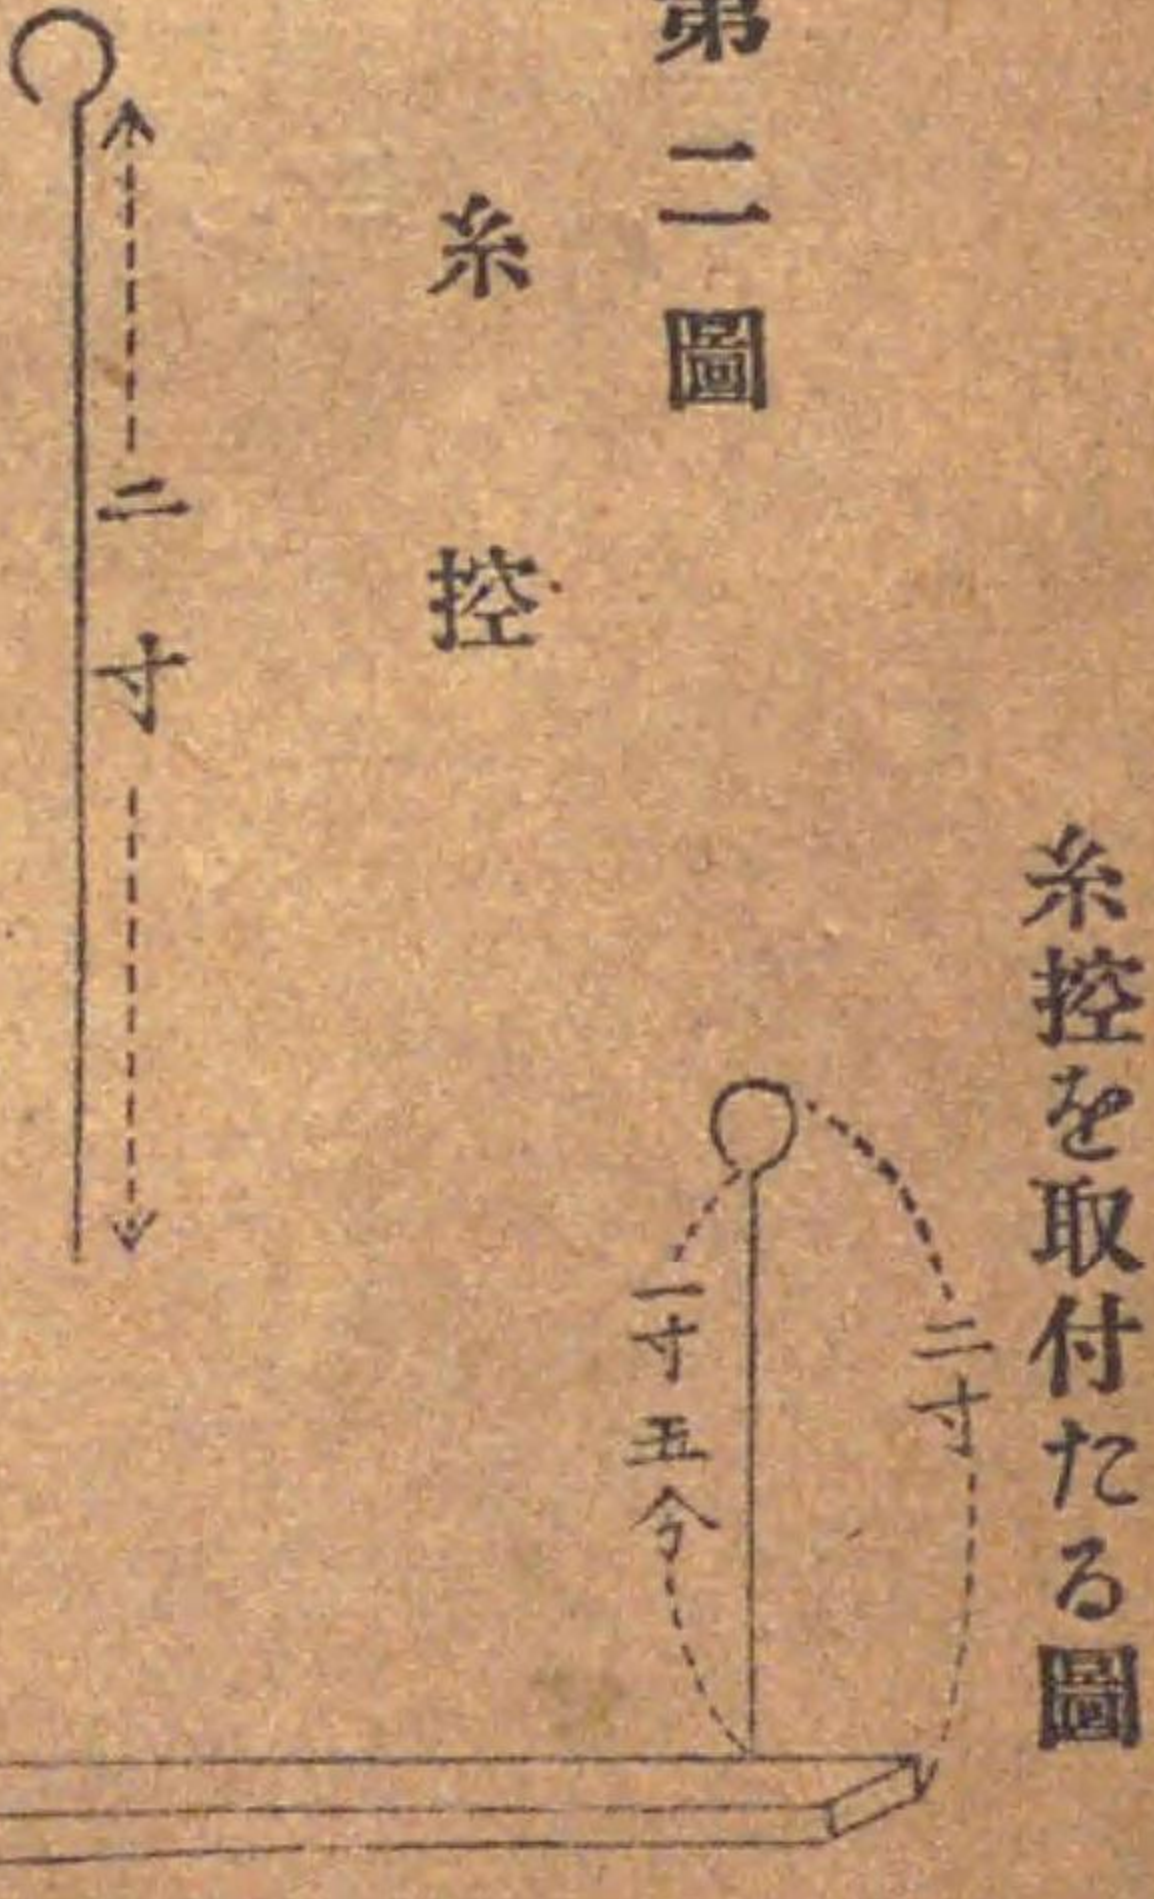 第二圖
糸控
二寸
糸控を取付たる圖
二寸
一寸五分